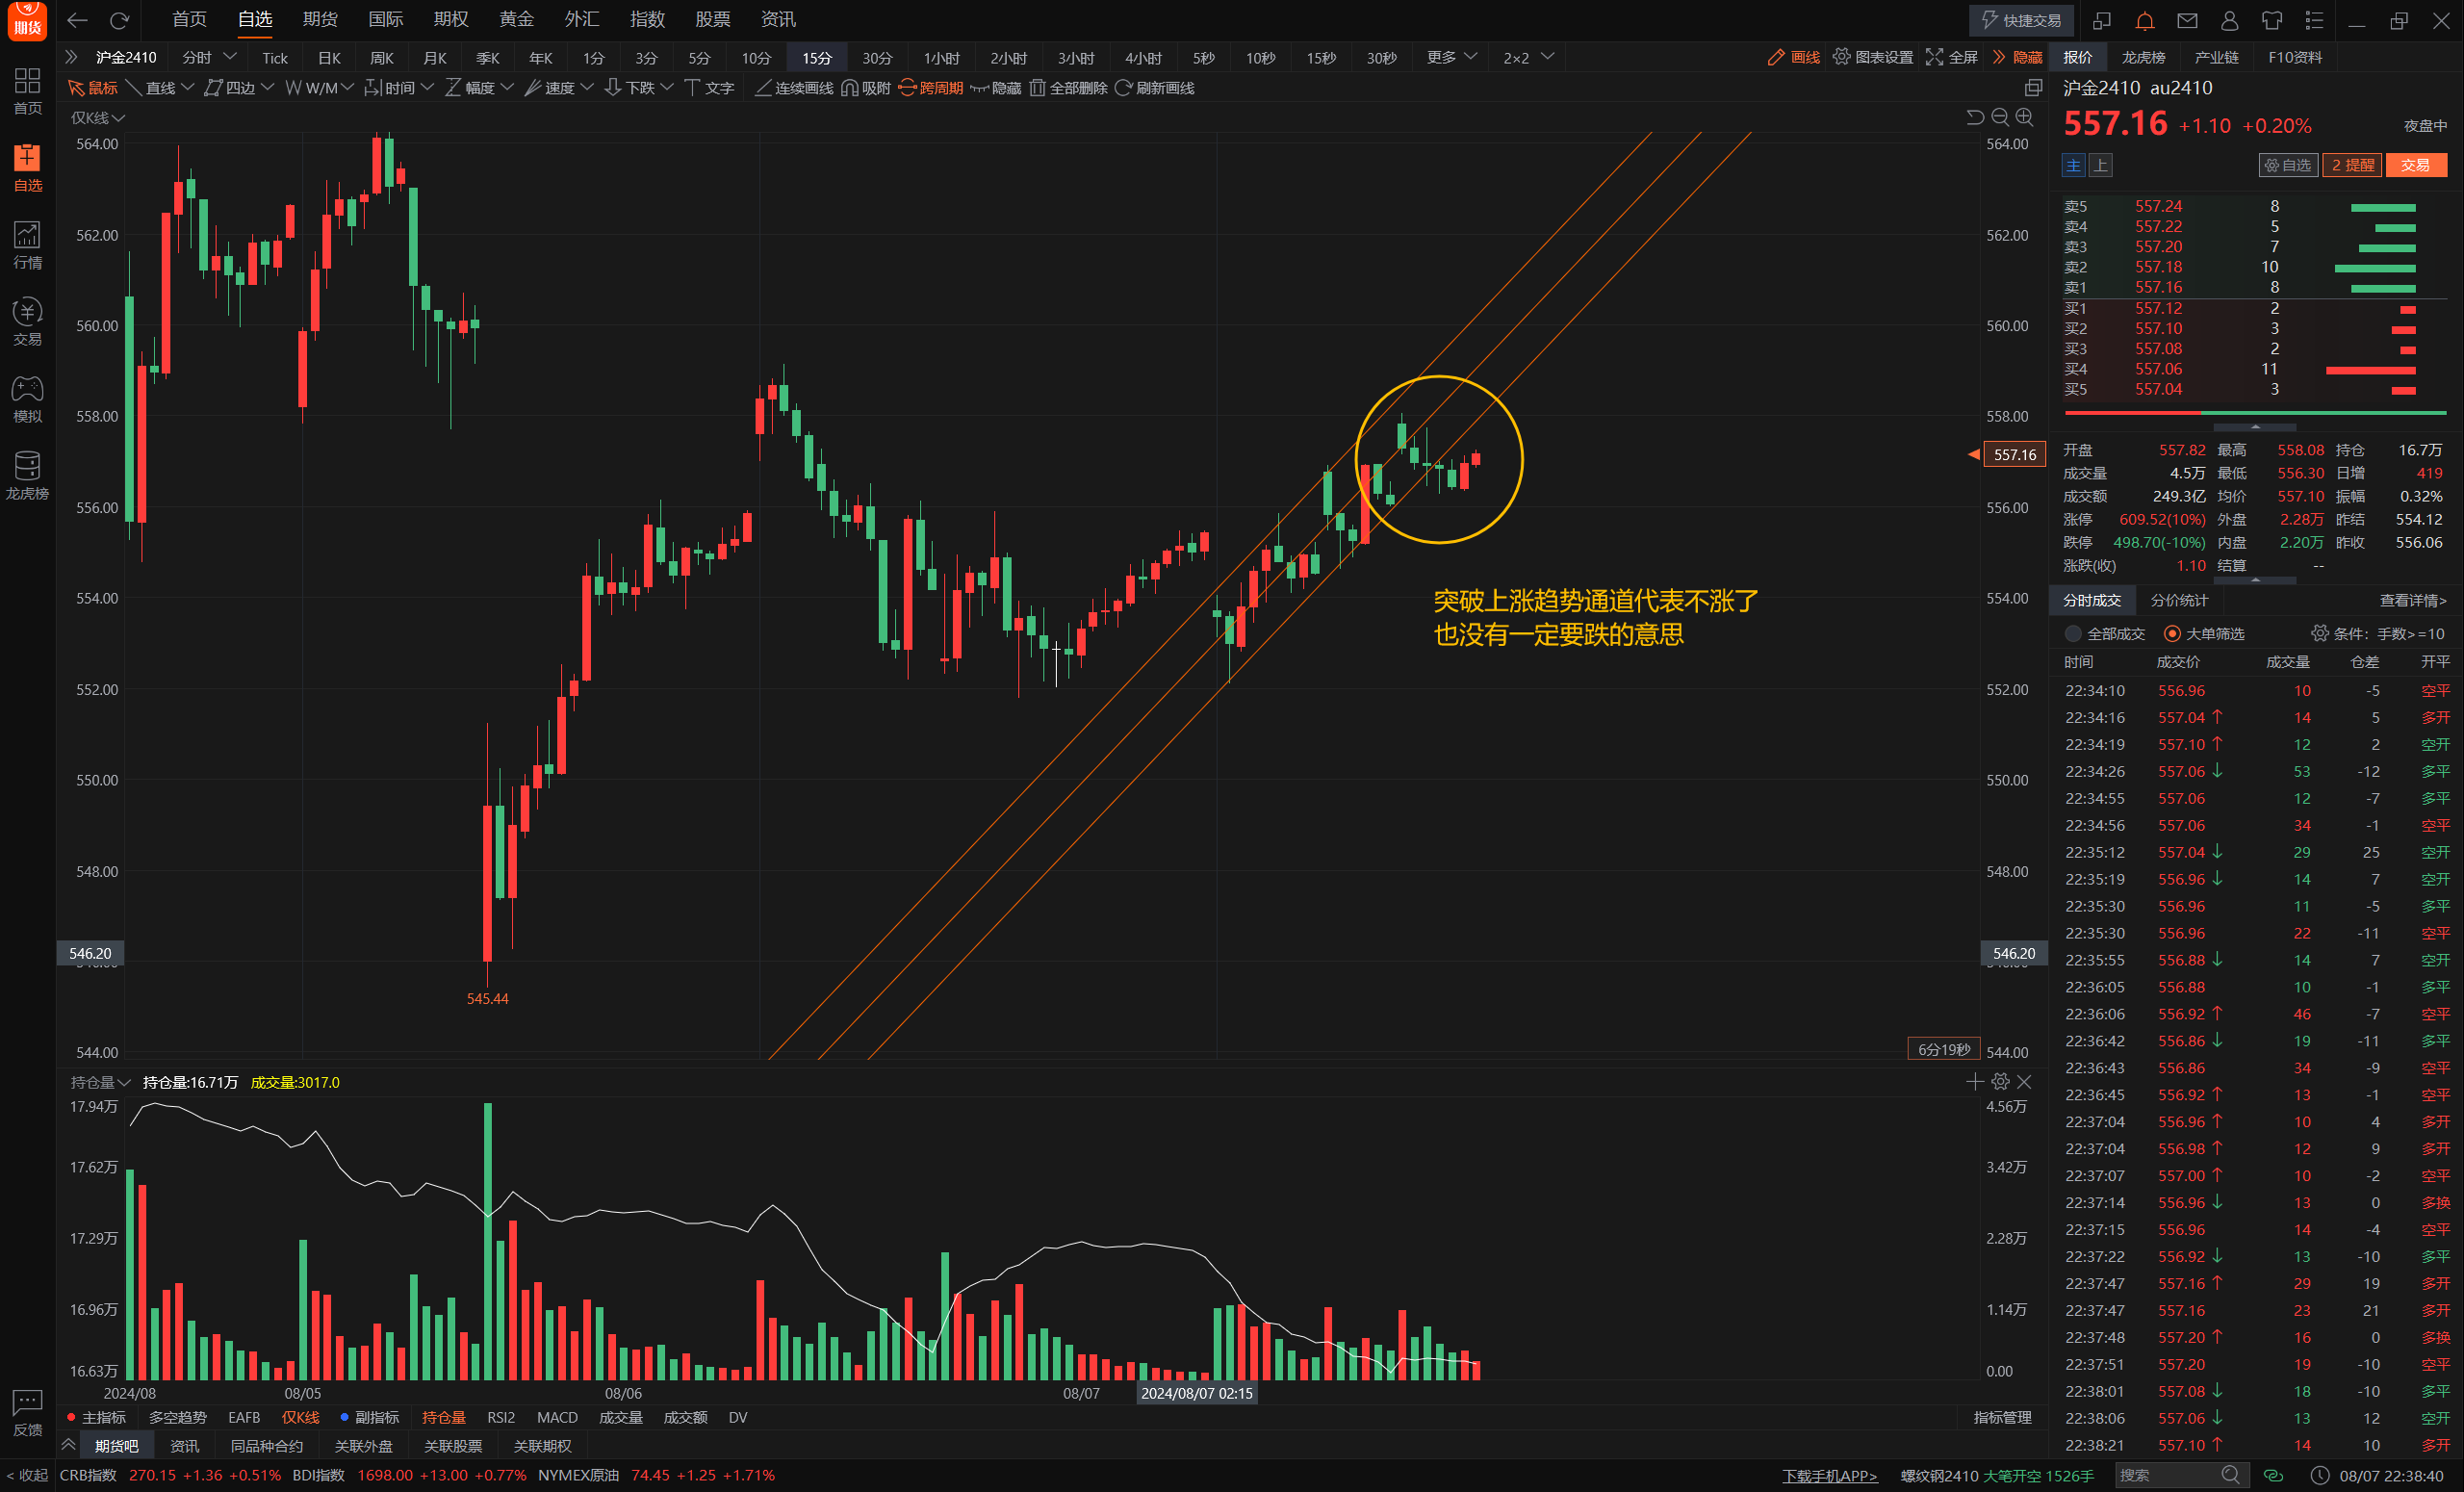 期货
首页 自选 期货 国际 期权 黄金 外汇 指数 股票 资讯 快捷交易
沪金2410 分时 Tick 日K 周K 月K 季K 年K 1分 3分 5分 10分 15分 30分 1小时 2小时 3小时 4小时 5秒 10秒 15秒 30秒 更多 2×2 画线 图表设置 全屏 隐藏
鼠标 直线 四边 W/M 时间 幅度 速度 下跌 文字 连续画线 吸附 跨周期 隐藏 全部删除 刷新画线
首页
自选
行情
交易
模拟
龙虎榜
反馈
< 收起
仅K线
564.00 564.00
562.00 562.00
560.00 560.00
558.00 558.00
557.16
556.00 556.00
554.00 554.00
突破上涨趋势通道代表不涨了
也没有一定要跌的意思
552.00 552.00
550.00 550.00
548.00 548.00
546.20 546.20
545.44
544.00 6分19秒 544.00
持仓量 持仓量:16.71万 成交量:3017.0
17.94万 4.56万
17.62万 3.42万
17.29万 2.28万
16.96万 1.14万
16.63万 0.00
2024/08 08/05 08/06 08/07 2024/08/07 02:15
主指标 多空趋势 EAFB 仅K线 副指标 持仓量 RSI2 MACD 成交量 成交额 DV 指标管理
期货吧 资讯 同品种合约 关联外盘 关联股票 关联期权
报价 龙虎榜 产业链 F10资料
沪金2410 au2410
557.16 +1.10 +0.20% 夜盘中
主 上 自选 2 提醒 交易
卖5 557.24 8
卖4 557.22 5
卖3 557.20 7
卖2 557.18 10
卖1 557.16 8
买1 557.12 2
买2 557.10 3
买3 557.08 2
买4 557.06 11
买5 557.04 3
开盘 557.82 最高 558.08 持仓 16.7万
成交量 4.5万 最低 556.30 日增 419
成交额 249.3亿 均价 557.10 振幅 0.32%
涨停 609.52(10%) 外盘 2.28万 昨结 554.12
跌停 498.70(-10%) 内盘 2.20万 昨收 556.06
涨跌(收) 1.10 结算 --
分时成交 分价统计 查看详情>
全部成交 大单筛选 条件: 手数>=10
时间 成交价 成交量 仓差 开平
22:34:10 556.96 10 -5 空平
22:34:16 557.04 ↑ 14 5 多开
22:34:19 557.10 ↑ 12 2 空开
22:34:26 557.06 ↓ 53 -12 多平
22:34:55 557.06 12 -7 多平
22:34:56 557.06 34 -1 空平
22:35:12 557.04 ↓ 29 25 空开
22:35:19 556.96 ↓ 14 7 空开
22:35:30 556.96 11 -5 多平
22:35:30 556.96 22 -11 空平
22:35:55 556.88 ↓ 14 7 空开
22:36:05 556.88 10 -1 多平
22:36:06 556.92 ↑ 46 -7 空平
22:36:42 556.86 ↓ 19 -11 多平
22:36:43 556.86 34 -9 空平
22:36:45 556.92 ↑ 13 -1 空平
22:37:04 556.96 ↑ 10 4 多开
22:37:04 556.98 ↑ 12 9 多开
22:37:07 557.00 ↑ 10 -2 空平
22:37:14 556.96 ↓ 13 0 多换
22:37:15 556.96 14 -4 空平
22:37:22 556.92 ↓ 13 -10 多平
22:37:47 557.16 ↑ 29 19 多开
22:37:47 557.16 23 21 多开
22:37:48 557.20 ↑ 16 0 多换
22:37:51 557.20 19 -10 空平
22:38:01 557.08 ↓ 18 -10 多平
22:38:06 557.06 ↓ 13 12 空开
22:38:21 557.10 ↑ 14 10 多开
CRB指数 270.15 +1.36 +0.51% BDI指数 1698.00 +13.00 +0.77% NYMEX原油 74.45 +1.25 +1.71% 下载手机APP> 螺纹钢2410 大笔开空 1526手 搜索 08/07 22:38:40